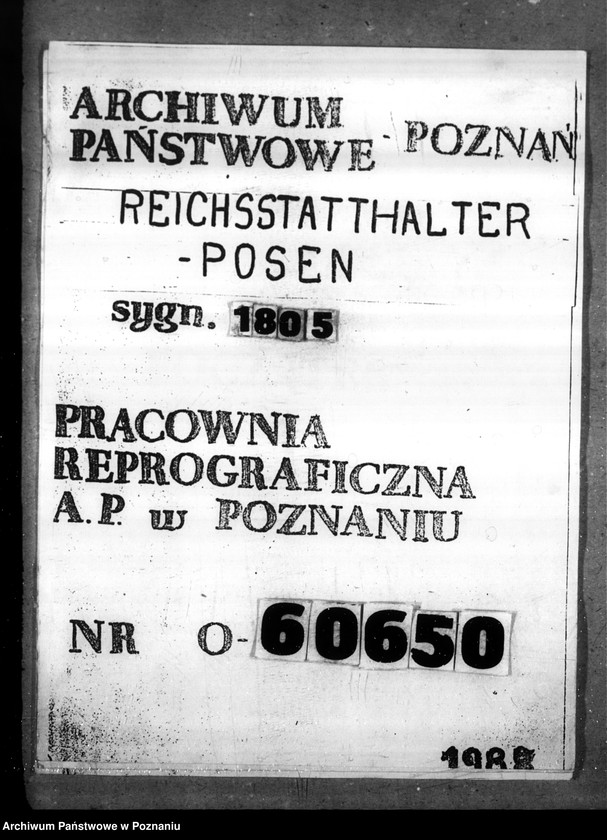 ARCHIWUM
PAŃSTWOWE - POZNAŃ
REICHSSTATTHALTER
-POSEN
sygn. 1805
PRACOWNIA
REPROGRAFICZNA
A.P. w POZNANIU
NR O-60650
Archiwum Państwowe w Poznaniu